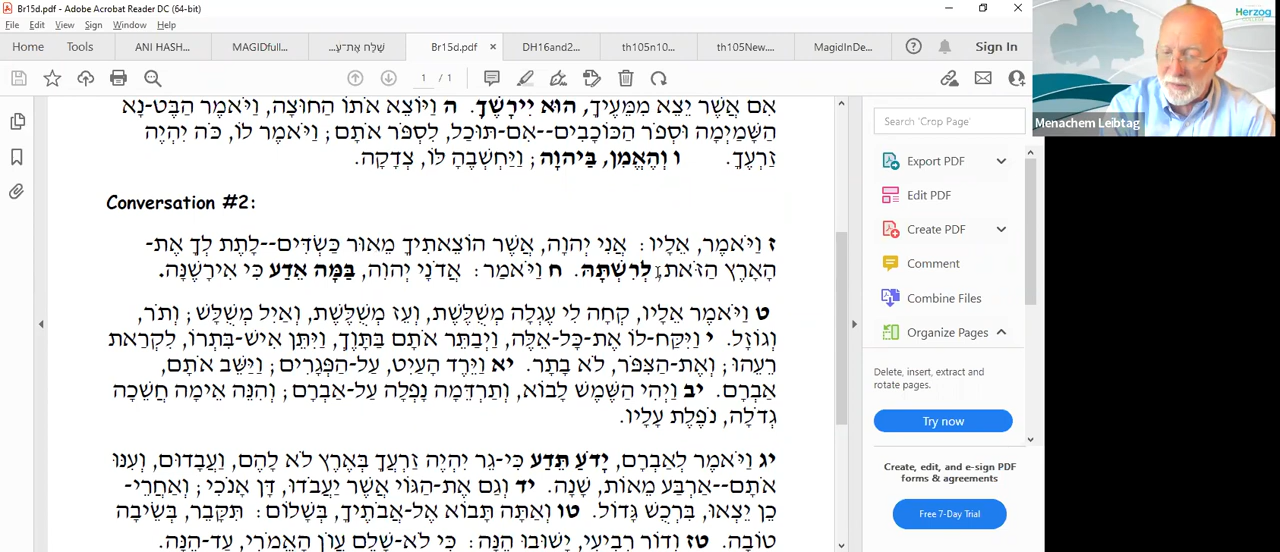 Br15d.pdf - Adobe Acrobat Reader DC (64-bit)
File Edit View Sign Window Help
Home Tools ANI HASH... MAGIDfull... שַׁלַּח אֶת־עַ... Br15d.pdf × DH16and2... th105n10... th105New... MagidInDe... Sign In
1 / 1
אִם אֲשֶׁר יֵצֵא מִמֵּעֶיךָ, הוּא יִירָשֶׁךָ. ה וַיּוֹצֵא אֹתוֹ הַחוּצָה, וַיֹּאמֶר הַבֶּט-נָא
הַשָּׁמַיְמָה וּסְפֹר הַכּוֹכָבִים--אִם-תּוּכַל, לִסְפֹּר אֹתָם; וַיֹּאמֶר לוֹ, כֹּה יִהְיֶה
זַרְעֶךָ. ו וְהֶאֱמִן, בַּיהוָה; וַיַּחְשְׁבֶהָ לּוֹ, צְדָקָה.
Conversation #2:
ז וַיֹּאמֶר, אֵלָיו: אֲנִי יְהוָה, אֲשֶׁר הוֹצֵאתִיךָ מֵאוּר כַּשְׂדִּים--לָתֶת לְךָ אֶת-
הָאָרֶץ הַזֹּאת, לְרִשְׁתָּהּ. ח וַיֹּאמַר: אֲדֹנָי יְהוִה, בַּמָּה אֵדַע כִּי אִירָשֶׁנָּה.
ט וַיֹּאמֶר אֵלָיו, קְחָה לִי עֶגְלָה מְשֻׁלֶּשֶׁת, וְעֵז מְשֻׁלֶּשֶׁת, וְאַיִל מְשֻׁלָּשׁ; וְתֹר,
וְגוֹזָל. י וַיִּקַּח-לוֹ אֶת-כָּל-אֵלֶּה, וַיְבַתֵּר אֹתָם בַּתָּוֶךְ, וַיִּתֵּן אִישׁ-בִּתְרוֹ, לִקְרַאת
רֵעֵהוּ; וְאֶת-הַצִּפֹּר, לֹא בָתָר. יא וַיֵּרֶד הָעַיִט, עַל-הַפְּגָרִים; וַיַּשֵּׁב אֹתָם,
אַבְרָם. יב וַיְהִי הַשֶּׁמֶשׁ לָבוֹא, וְתַרְדֵּמָה נָפְלָה עַל-אַבְרָם; וְהִנֵּה אֵימָה חֲשֵׁכָה
גְדֹלָה, נֹפֶלֶת עָלָיו.
יג וַיֹּאמֶר לְאַבְרָם, יָדֹעַ תֵּדַע כִּי-גֵר יִהְיֶה זַרְעֲךָ בְּאֶרֶץ לֹא לָהֶם, וַעֲבָדוּם, וְעִנּוּ
אֹתָם--אַרְבַּע מֵאוֹת, שָׁנָה. יד וְגַם אֶת-הַגּוֹי אֲשֶׁר יַעֲבֹדוּ, דָּן אָנֹכִי; וְאַחֲרֵי-
כֵן יֵצְאוּ, בִּרְכֻשׁ גָּדוֹל. טו וְאַתָּה תָּבוֹא אֶל-אֲבֹתֶיךָ, בְּשָׁלוֹם: תִּקָּבֵר, בְּשֵׂיבָה
טוֹבָה. טז וְדוֹר רְבִיעִי, יָשׁוּבוּ הֵנָּה: כִּי לֹא-שָׁלֵם עֲוֺן הָאֱמֹרִי, עַד-הֵנָּה.
Search 'Crop Page'
Export PDF
Edit PDF
Create PDF
Comment
Combine Files
Organize Pages
Delete, insert, extract and
rotate pages.
Try now
Create, edit, and e-sign PDF
forms & agreements
Free 7-Day Trial
Herzog
Menachem Leibtag